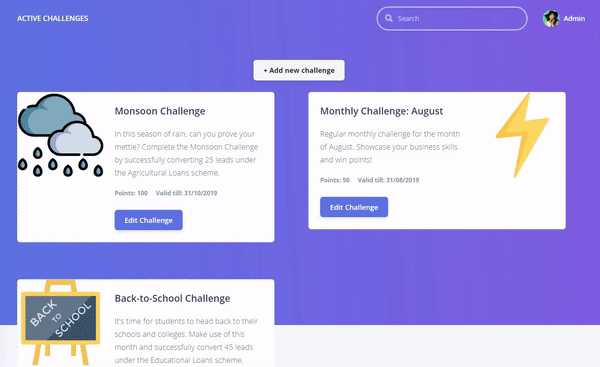 ACTIVE CHALLENGES
Search
Admin
+ Add new challenge
Monsoon Challenge
In this season of rain, can you prove your
mettle? Complete the Monsoon Challenge
by successfully converting 25 leads under
the Agricultural Loans scheme.
Points: 100 Valid till: 31/10/2019
Edit Challenge
Monthly Challenge: August
Regular monthly challenge for the month
of August. Showcase your business skills
and win points!
Points: 50 Valid till: 31/08/2019
Edit Challenge
BACK
TO
SCHOOL
Back-to-School Challenge
It's time for students to head back to their
schools and colleges. Make use of this
month and successfully convert 45 leads
under the Educational Loans scheme.